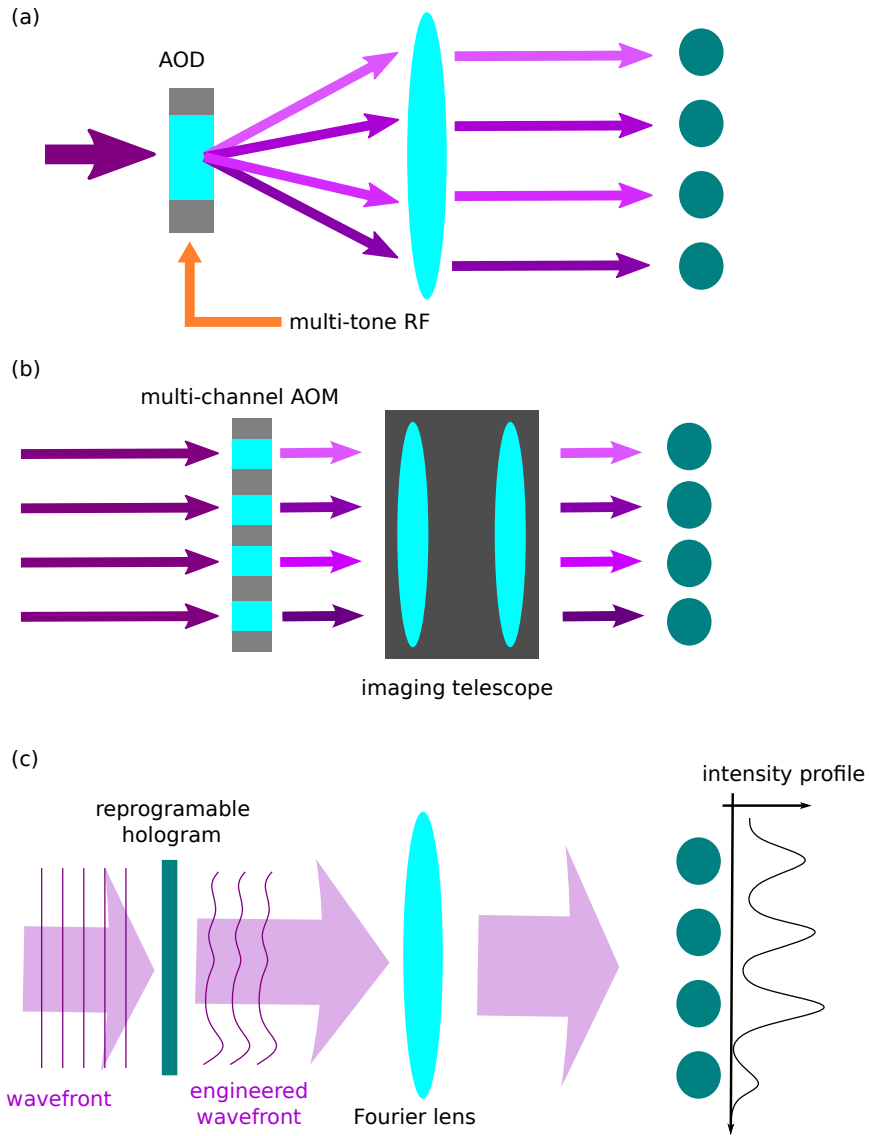 (a)
AOD
multi-tone RF
(b)
multi-channel AOM
imaging telescope
(c)
intensity profile
reprogramable
hologram
wavefront
engineered
wavefront
Fourier lens